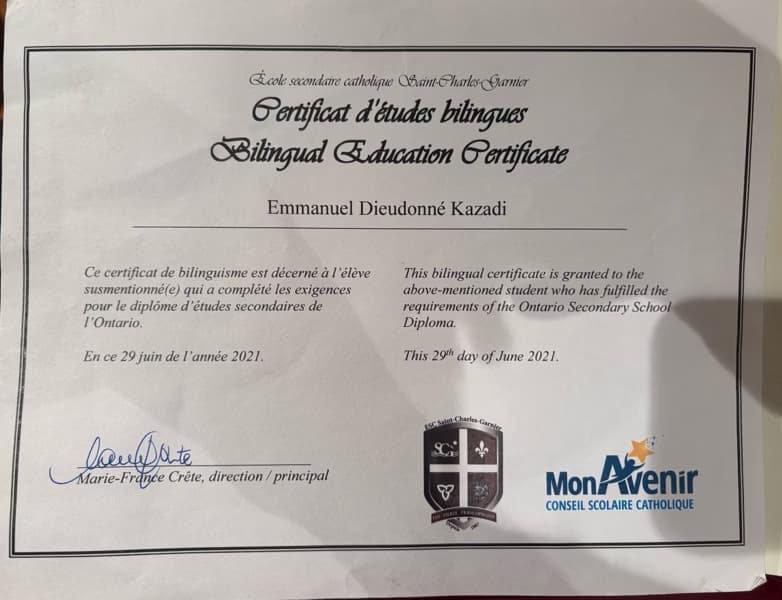 École secondaire catholique Saint-Charles-Garnier
Certificat d'études bilingues
Bilingual Education Certificate
Emmanuel Dieudonné Kazadi
Ce certificat de bilinguisme est décerné à l'élève
susmentionné(e) qui a complété les exigences
pour le diplôme d'études secondaires de
l'Ontario.
En ce 29 juin de l'année 2021.
This bilingual certificate is granted to the
above-mentioned student who has fulfilled the
requirements of the Ontario Secondary School
Diploma.
This 29th day of June 2021.
Marie-France Crête, direction / principal
ESC Saint-Charles-Garnier
MonAvenir
CONSEIL SCOLAIRE CATHOLIQUE